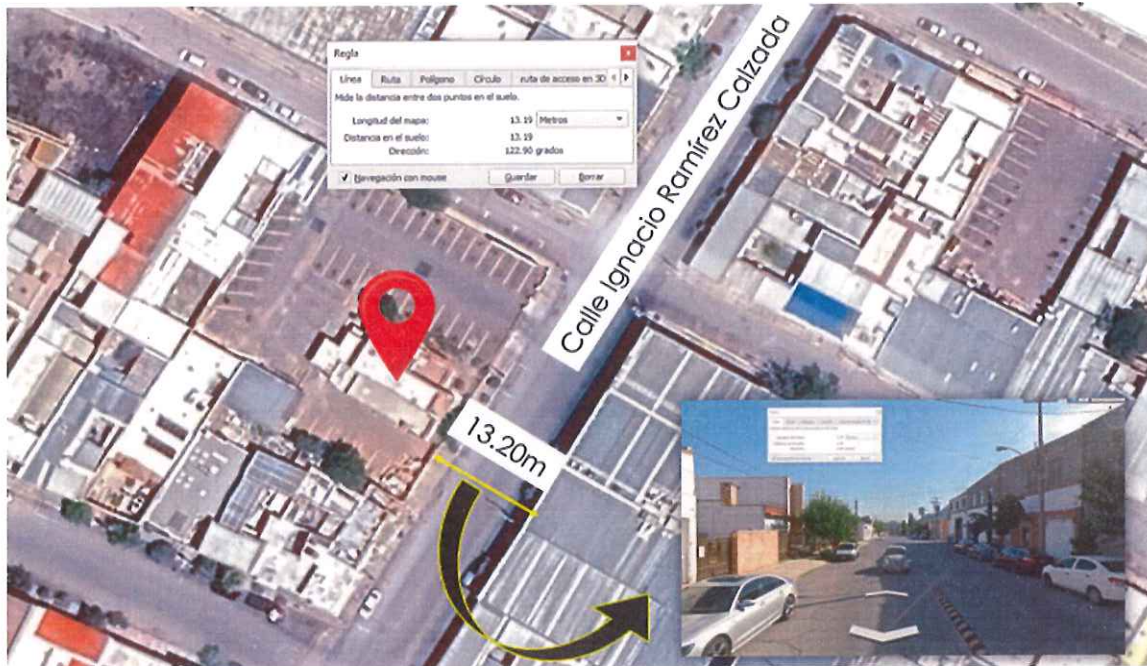 Regla
Línea Ruta Polígono Círculo ruta de acceso en 3D
Mide la distancia entre dos puntos en el suelo.
Longitud del mapa: 13.19 Metros
Distancia en el suelo: 13.19
Dirección: 122.90 grados
Navegación con mouse Guardar Borrar
Calle Ignacio Ramírez Calzada
13.20m